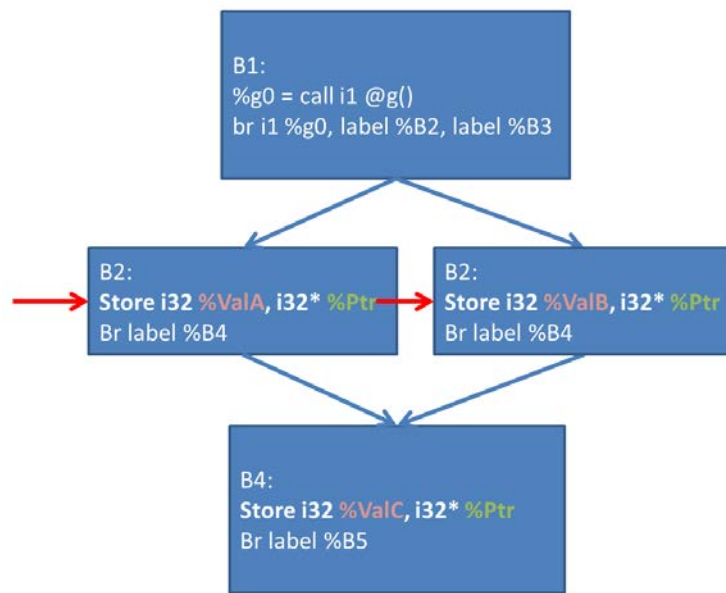 B1:
%g0 = call i1 @g()
br i1 %g0, label %B2, label %B3
B2:
Store i32 %ValA, i32* %Ptr
Br label %B4
B2:
Store i32 %ValB, i32* %Ptr
Br label %B4
B4:
Store i32 %ValC, i32* %Ptr
Br label %B5